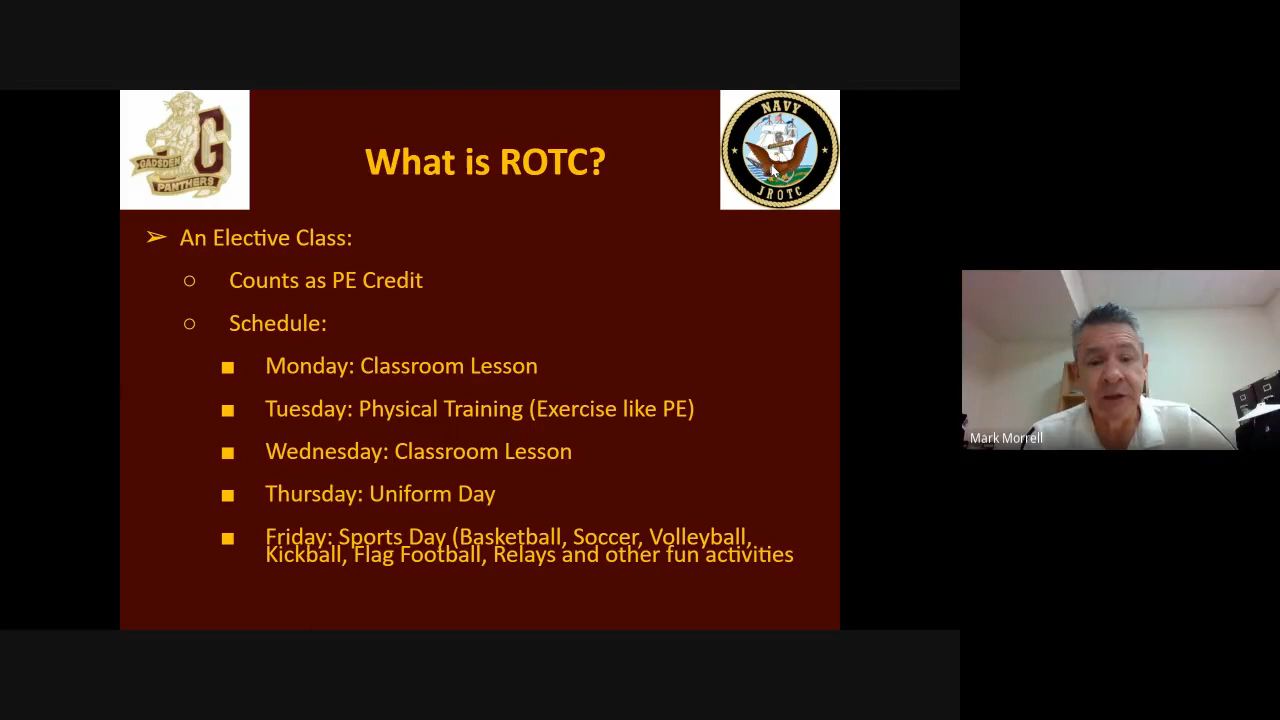 G
GADSDEN
PANTHERS
NAVY
JROTC
What is ROTC?
➢ An Elective Class:
○ Counts as PE Credit
○ Schedule:
■ Monday: Classroom Lesson
■ Tuesday: Physical Training (Exercise like PE)
■ Wednesday: Classroom Lesson
■ Thursday: Uniform Day
■ Friday: Sports Day (Basketball, Soccer, Volleyball,
Kickball, Flag Football, Relays and other fun activities
Mark Morrell